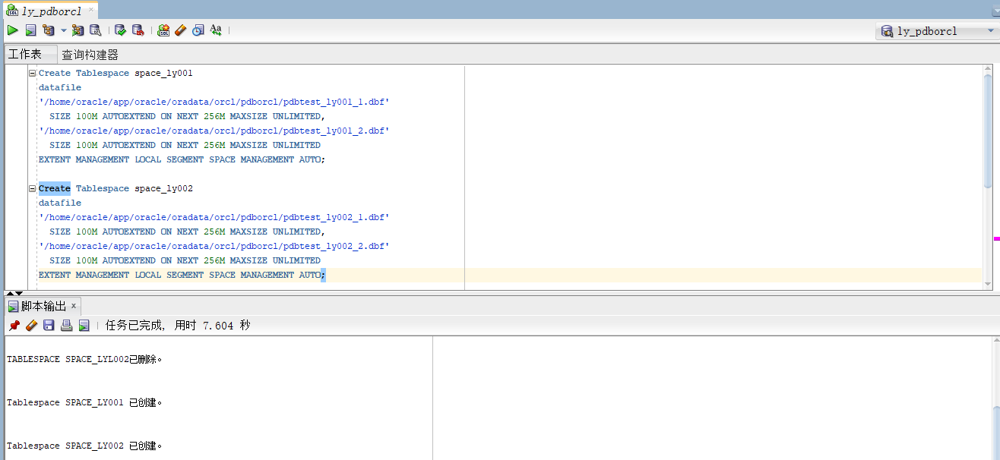 ly_pdborcl
ly_pdborcl
工作表 查询构建器
Create Tablespace space_ly001
datafile
'/home/oracle/app/oracle/oradata/orcl/pdborcl/pdbtest_ly001_1.dbf'
SIZE 100M AUTOEXTEND ON NEXT 256M MAXSIZE UNLIMITED,
'/home/oracle/app/oracle/oradata/orcl/pdborcl/pdbtest_ly001_2.dbf'
SIZE 100M AUTOEXTEND ON NEXT 256M MAXSIZE UNLIMITED
EXTENT MANAGEMENT LOCAL SEGMENT SPACE MANAGEMENT AUTO;
Create Tablespace space_ly002
datafile
'/home/oracle/app/oracle/oradata/orcl/pdborcl/pdbtest_ly002_1.dbf'
SIZE 100M AUTOEXTEND ON NEXT 256M MAXSIZE UNLIMITED,
'/home/oracle/app/oracle/oradata/orcl/pdborcl/pdbtest_ly002_2.dbf'
SIZE 100M AUTOEXTEND ON NEXT 256M MAXSIZE UNLIMITED
EXTENT MANAGEMENT LOCAL SEGMENT SPACE MANAGEMENT AUTO;
脚本输出 x
任务已完成, 用时 7.604 秒
TABLESPACE SPACE_LYL002已删除。
Tablespace SPACE_LY001 已创建。
Tablespace SPACE_LY002 已创建。